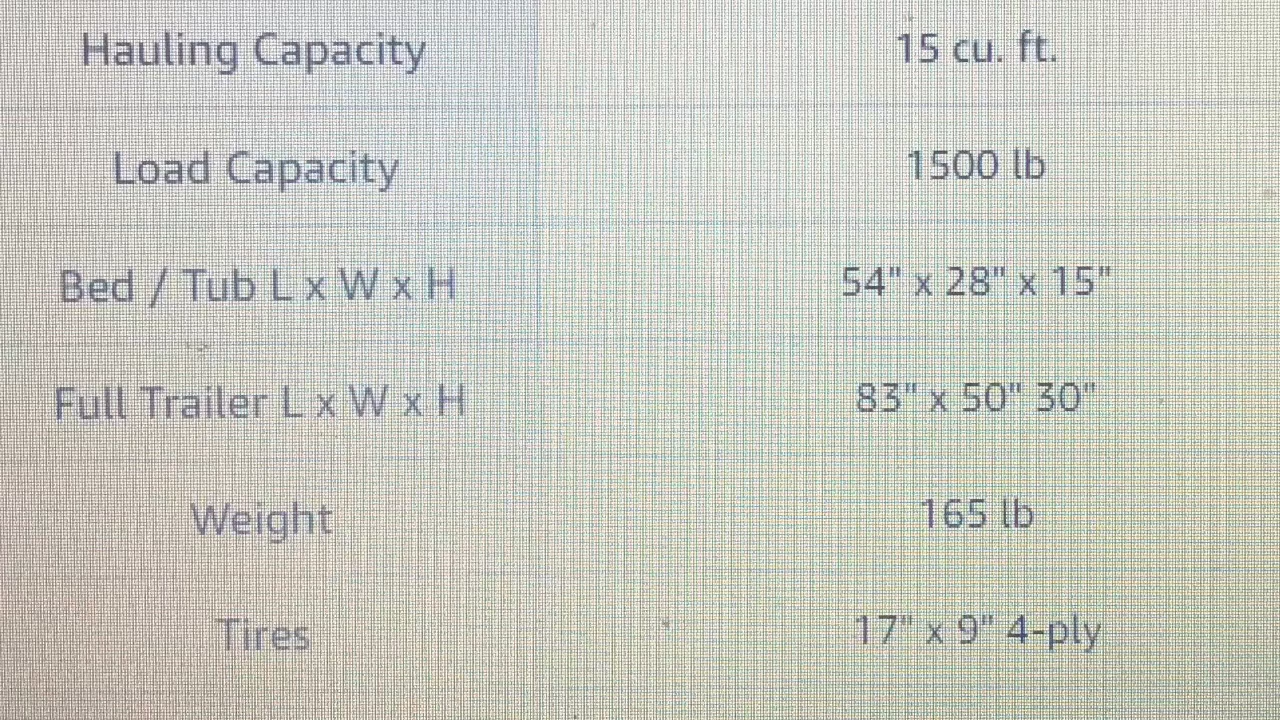 Hauling Capacity 15 cu. ft.
Load Capacity 1500 lb
Bed / Tub L x W x H 54" x 28" x 15"
Full Trailer L x W x H 83" x 50" 30"
Weight 165 lb
Tires 17" x 9" 4-ply